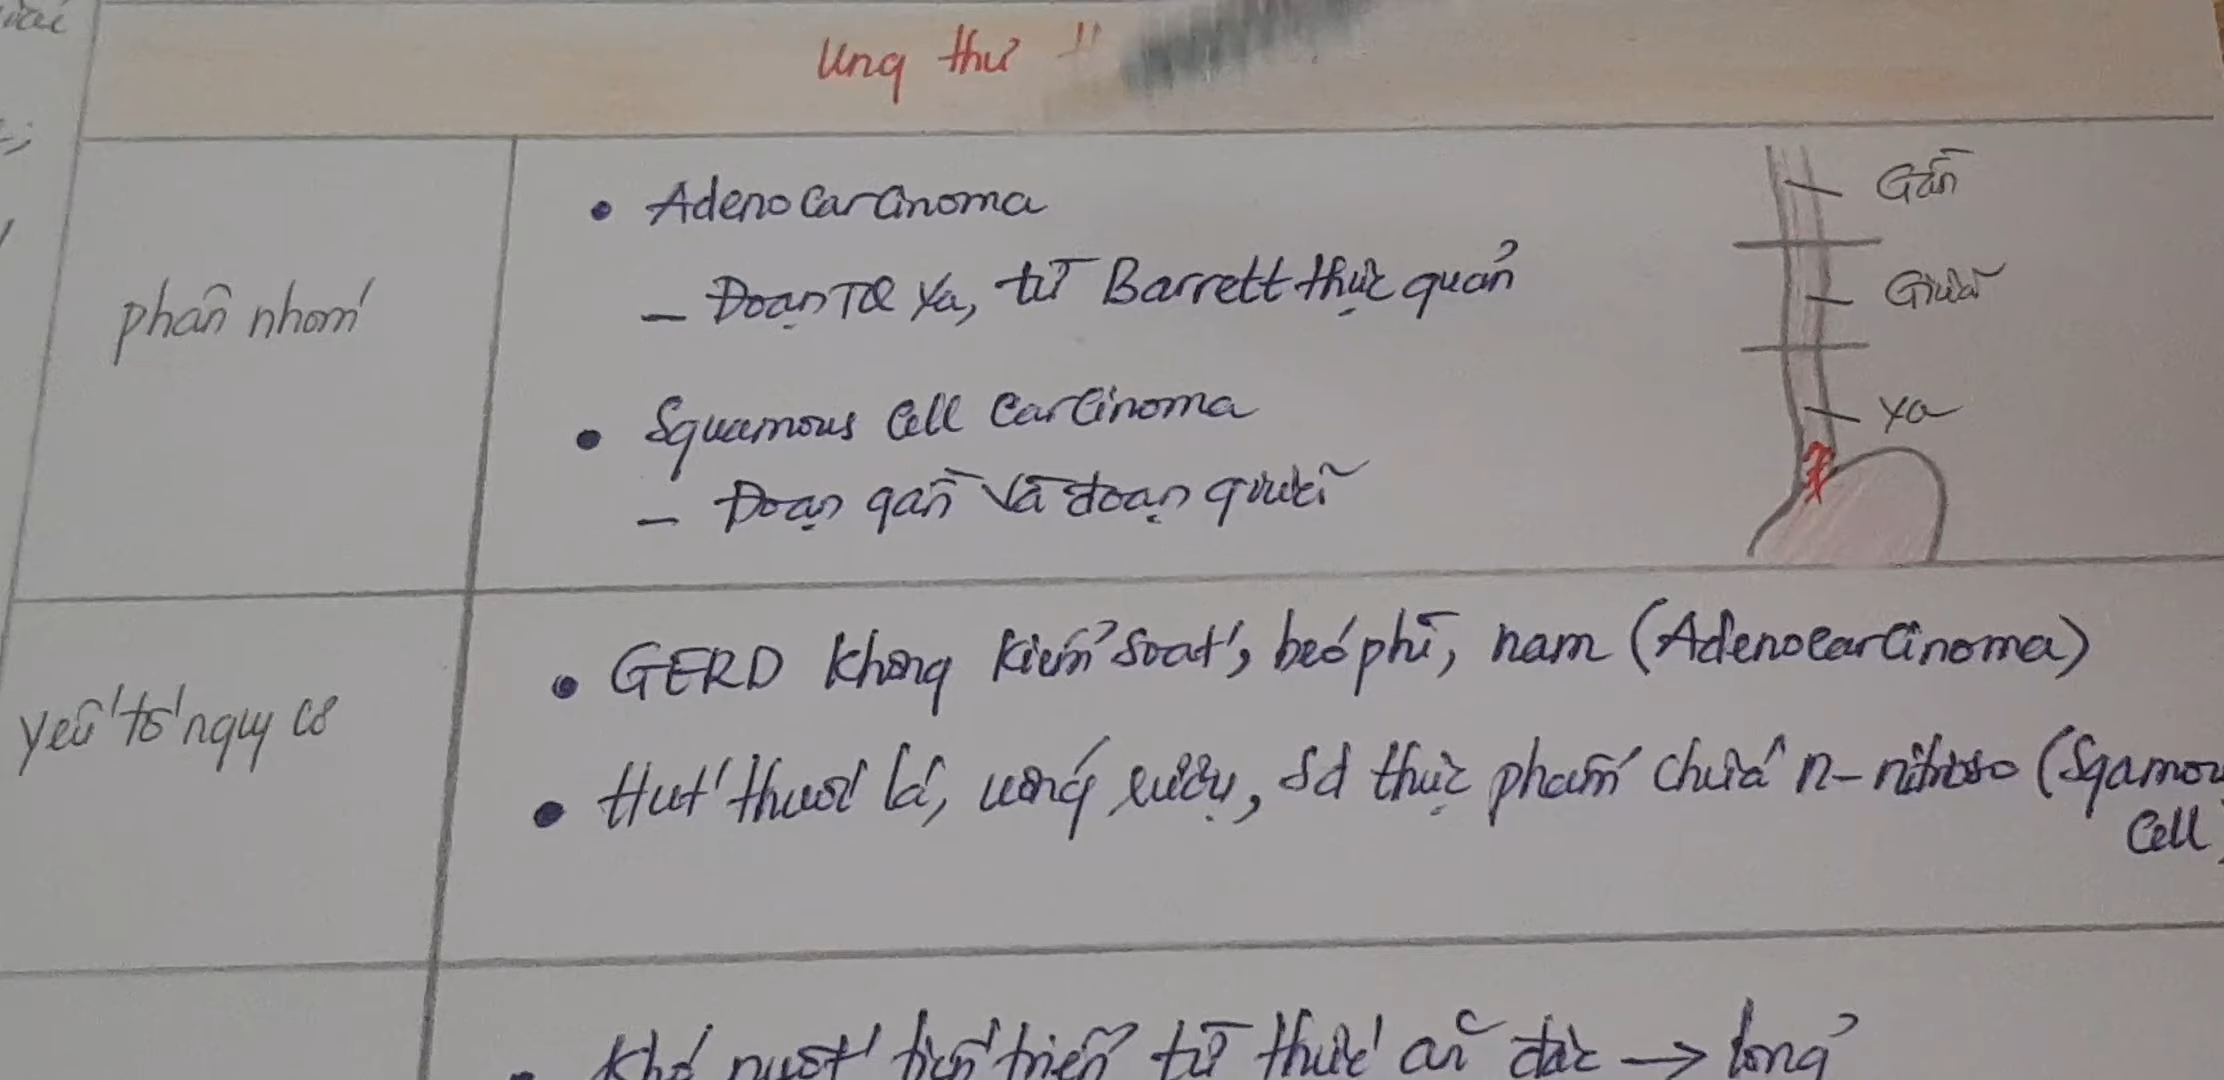 Ung thư
• Adenocarcinoma
Gần
– Đoạn TQ xa, từ Barrett thực quản
Giữa
phân nhóm
• Squamous cell carcinoma
xa
– Đoạn gần và đoạn giữa
• GERD không kiểm soát, béo phì, nam (Adenocarcinoma)
yếu tố nguy cơ
• Hút thuốc lá, uống rượu, sd thực phẩm chứa n-nitroso (Sqamou
Cell
• Khó nuốt tiến triển từ thức ăn đặc → lỏng